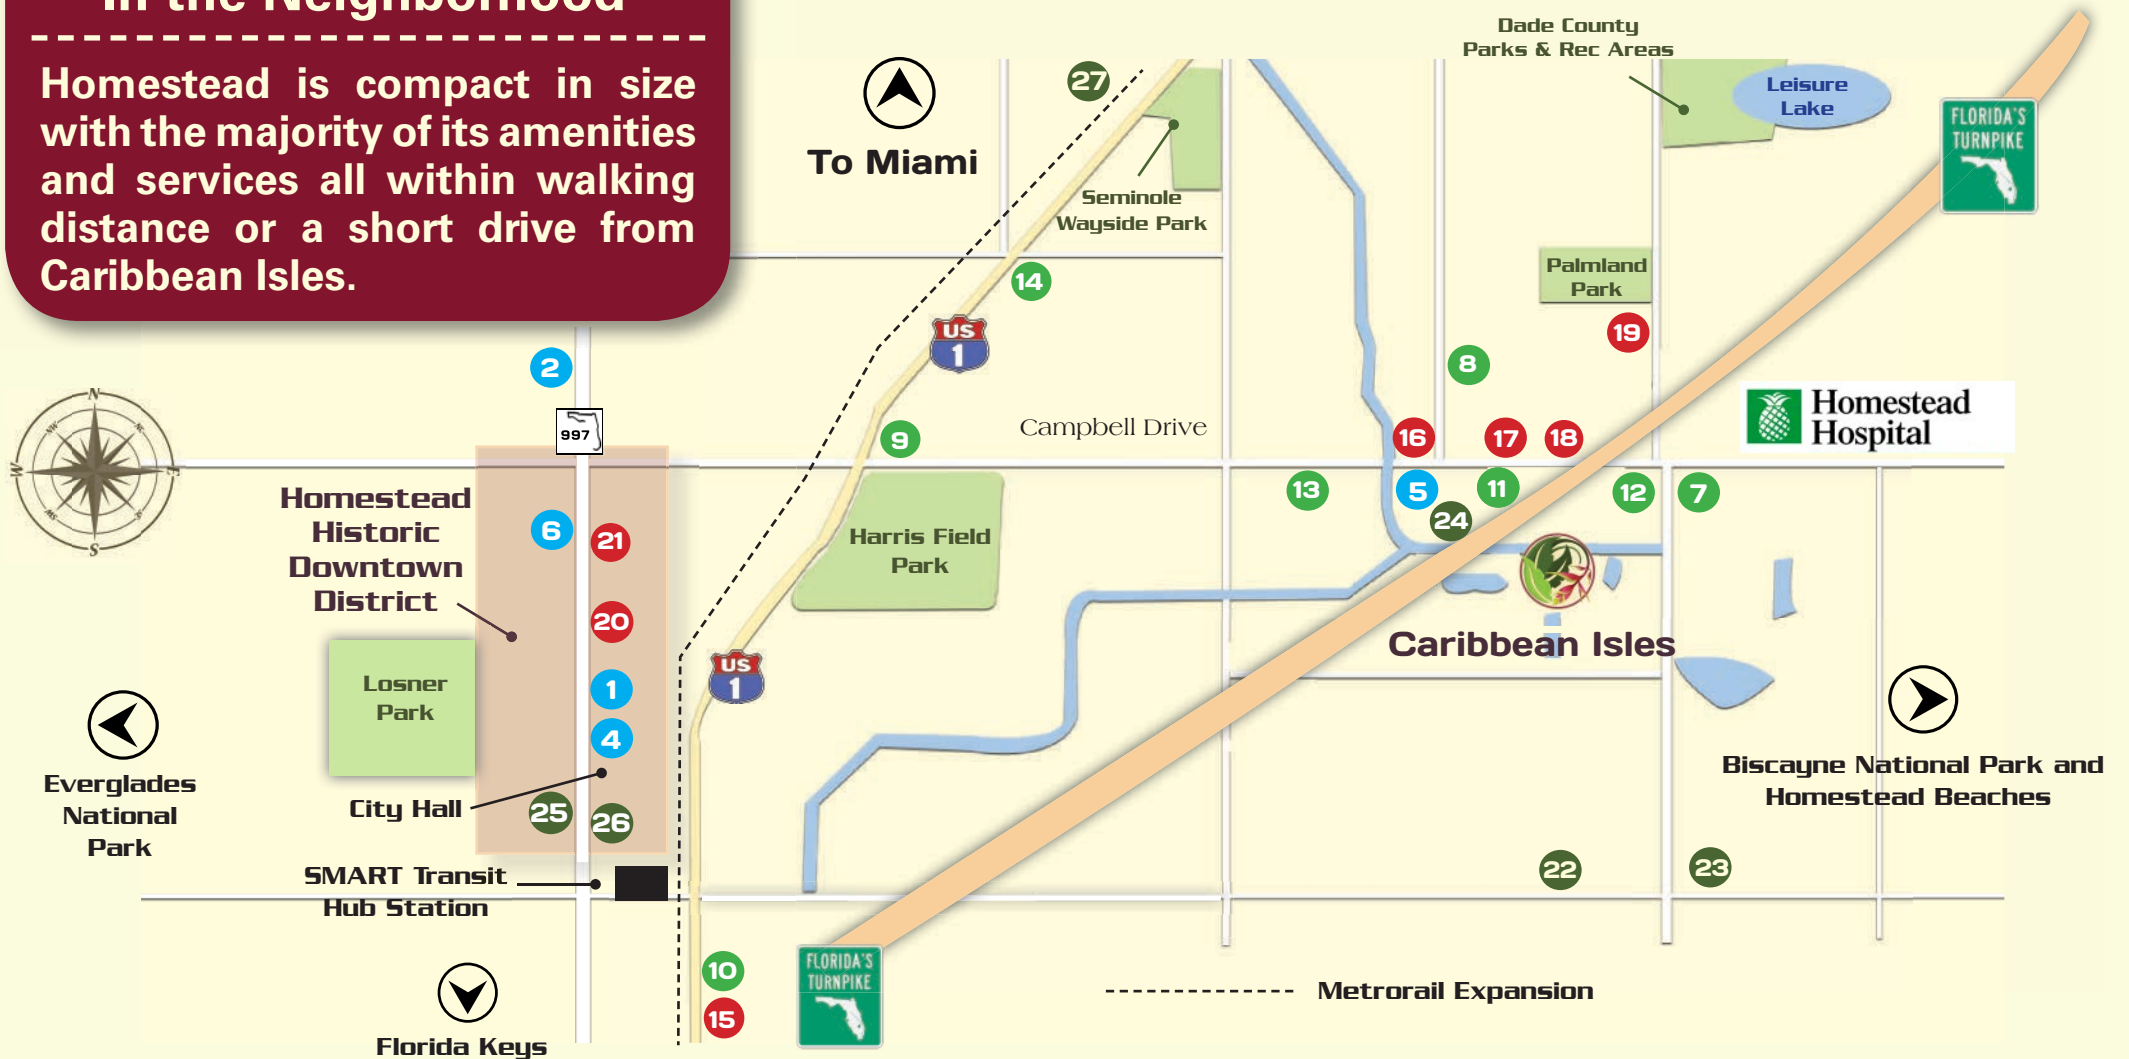 In the Neighborhood
Homestead is compact in size
with the majority of its amenities
and services all within walking
distance or a short drive from
Caribbean Isles.
To Miami
27
Seminole
Wayside Park
Dade County
Parks & Rec Areas
Leisure
Lake
FLORIDA'S
TURNPIKE
14
US
1
Palmland
Park
19
2
8
997
N
NE
E
SE
S
SW
W
NW
9
Campbell Drive
16
17
18
Homestead
Hospital
Homestead
Historic
Downtown
District
6
21
Harris Field
Park
13
5
11
24
12
7
20
Caribbean Isles
Losner
Park
1
4
US
1
Everglades
National
Park
City Hall
25
26
Biscayne National Park and
Homestead Beaches
SMART Transit
Hub Station
22
23
10
15
FLORIDA'S
TURNPIKE
Metrorail Expansion
Florida Keys